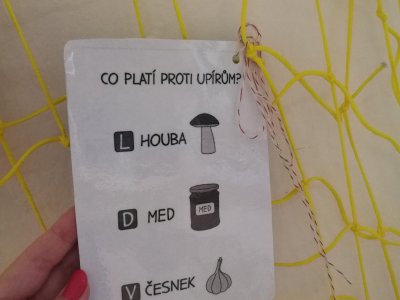 CO PLATÍ PROTI UPÍRŮM?
L HOUBA
D MED
MED
V ČESNEK